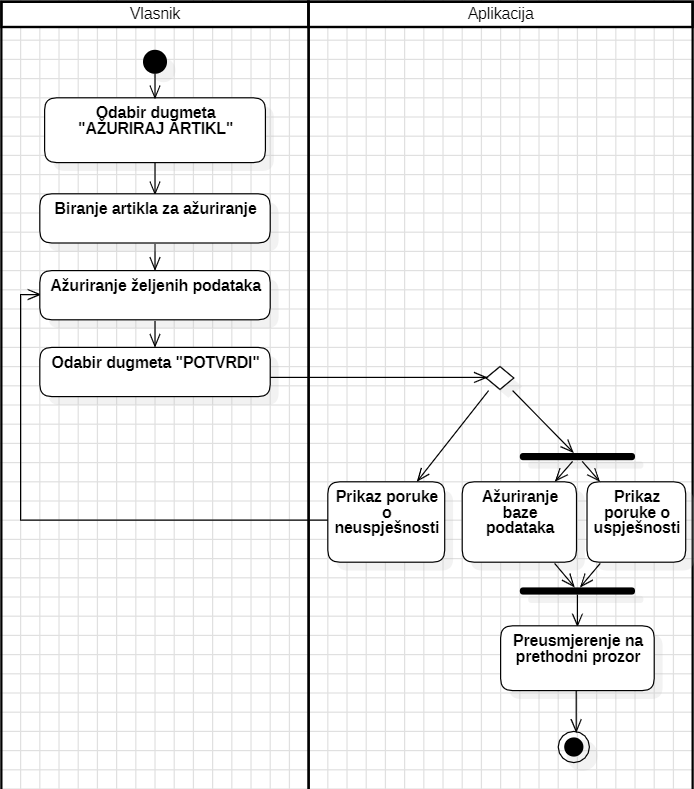 Vlasnik
Aplikacija
Odabir dugmeta
"AŽURIRAJ ARTIKL"
Biranje artikla za ažuriranje
Ažuriranje željenih podataka
Odabir dugmeta "POTVRDI"
Prikaz poruke
o
neuspješnosti
Ažuriranje
baze
podataka
Prikaz
poruke o
uspješnosti
Preusmjerenje na
prethodni prozor